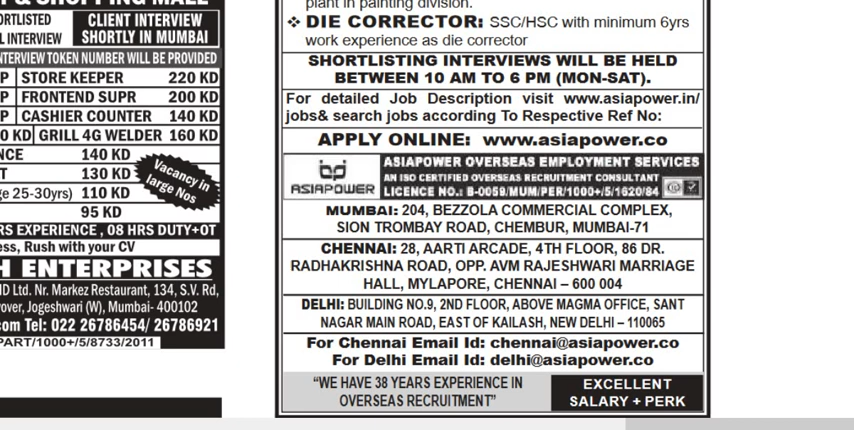 & SHOPPING MALL
CLIENT INTERVIEW
SHORTLY IN MUMBAI
INTERVIEW
TOKEN NUMBER WILL BE PROVIDED
P STORE KEEPER 220 KD
P FRONTEND SUPR 200 KD
P CASHIER COUNTER 140 KD
0 KD GRILL 4G WELDER 160 KD
NCE 140 KD
T 130 KD
25-30yrs) 110 KD
95 KD
Vacancy in
large Nos
RS EXPERIENCE , 08 HRS DUTY+OT
ess, Rush with your CV
H ENTERPRISES
Ltd. Nr. Markez Restaurant, 134, S.V. Rd,
over, Jogeshwari (W), Mumbai- 400102
com Tel: 022 26786454/ 26786921
PART/1000+/5/8733/2011
plant in painting division.
❖ DIE CORRECTOR: SSC/HSC with minimum 6yrs
work experience as die corrector
SHORTLISTING INTERVIEWS WILL BE HELD
BETWEEN 10 AM TO 6 PM (MON-SAT).
For detailed Job Description visit www.asiapower.in/
jobs& search jobs according To Respective Ref No:
APPLY ONLINE: www.asiapower.co
ASIAPOWER
ASIAPOWER OVERSEAS EMPLOYMENT SERVICES
AN ISO CERTIFIED OVERSEAS RECRUITMENT CONSULTANT
LICENCE NO.: B-0059/MUM/PER/1000+/5/1620/84
MUMBAI: 204, BEZZOLA COMMERCIAL COMPLEX,
SION TROMBAY ROAD, CHEMBUR, MUMBAI-71
CHENNAI: 28, AARTI ARCADE, 4TH FLOOR, 86 DR.
RADHAKRISHNA ROAD, OPP. AVM RAJESHWARI MARRIAGE
HALL, MYLAPORE, CHENNAI – 600 004
DELHI: BUILDING NO.9, 2ND FLOOR, ABOVE MAGMA OFFICE, SANT
NAGAR MAIN ROAD, EAST OF KAILASH, NEW DELHI – 110065
For Chennai Email Id: chennai@asiapower.co
For Delhi Email Id: delhi@asiapower.co
“WE HAVE 38 YEARS EXPERIENCE IN
OVERSEAS RECRUITMENT”
EXCELLENT
SALARY + PERK